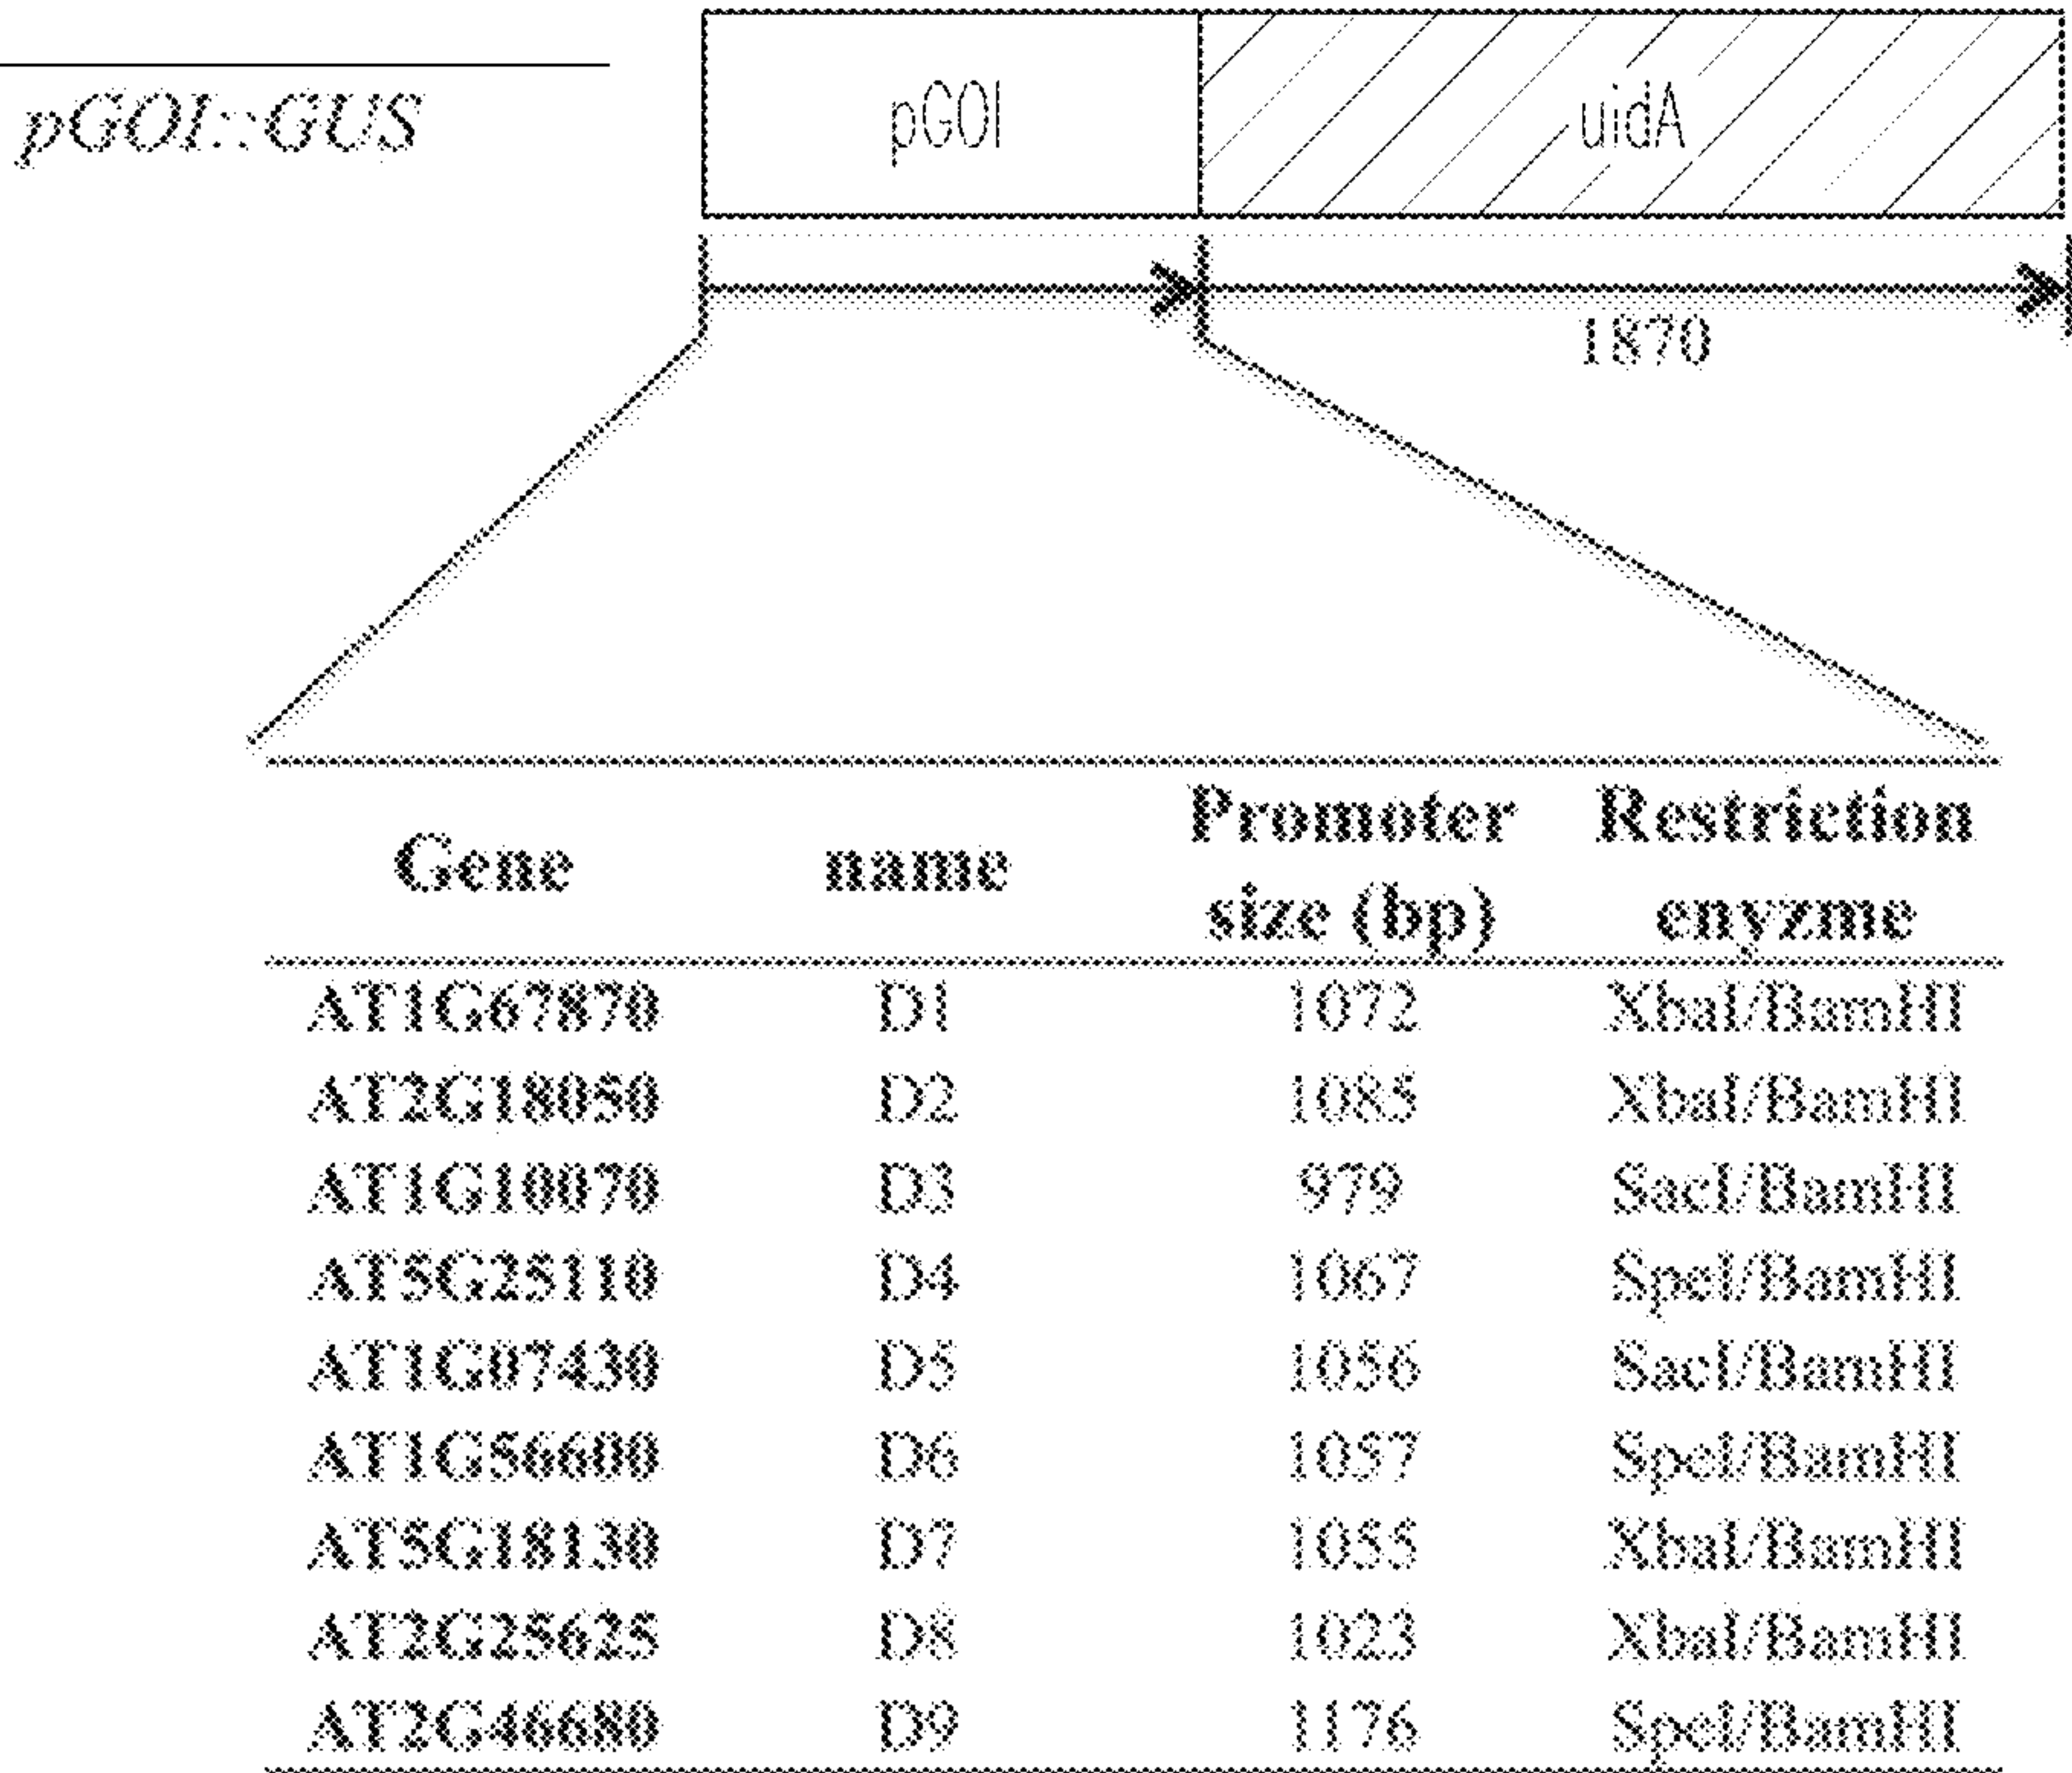 pGOI::GUS
pGOI
uidA
1870
Gene name Promoter size (bp) Restriction enyzme
AT1G67870 D1 1072 XbaI/BamHI
AT2G18050 D2 1085 XbaI/BamHI
AT1G10070 D3 979 SacI/BamHI
AT5G25110 D4 1067 SpeI/BamHI
AT1G07430 D5 1056 SacI/BamHI
AT1G56600 D6 1057 SpeI/BamHI
AT5G18130 D7 1055 XbaI/BamHI
AT2G25625 D8 1023 XbaI/BamHI
AT2G46680 D9 1176 SpeI/BamHI